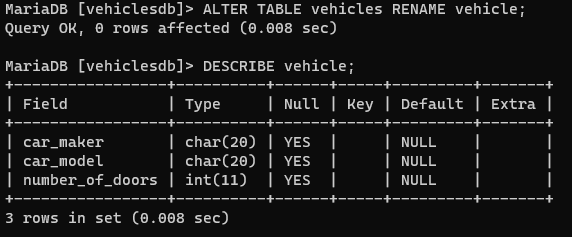 MariaDB [vehiclesdb]> ALTER TABLE vehicles RENAME vehicle;
Query OK, 0 rows affected (0.008 sec)

MariaDB [vehiclesdb]> DESCRIBE vehicle;
+-----------------+----------+------+-----+---------+-------+
| Field           | Type     | Null | Key | Default | Extra |
+-----------------+----------+------+-----+---------+-------+
| car_maker       | char(20) | YES  |     | NULL    |       |
| car_model       | char(20) | YES  |     | NULL    |       |
| number_of_doors | int(11)  | YES  |     | NULL    |       |
+-----------------+----------+------+-----+---------+-------+
3 rows in set (0.008 sec)